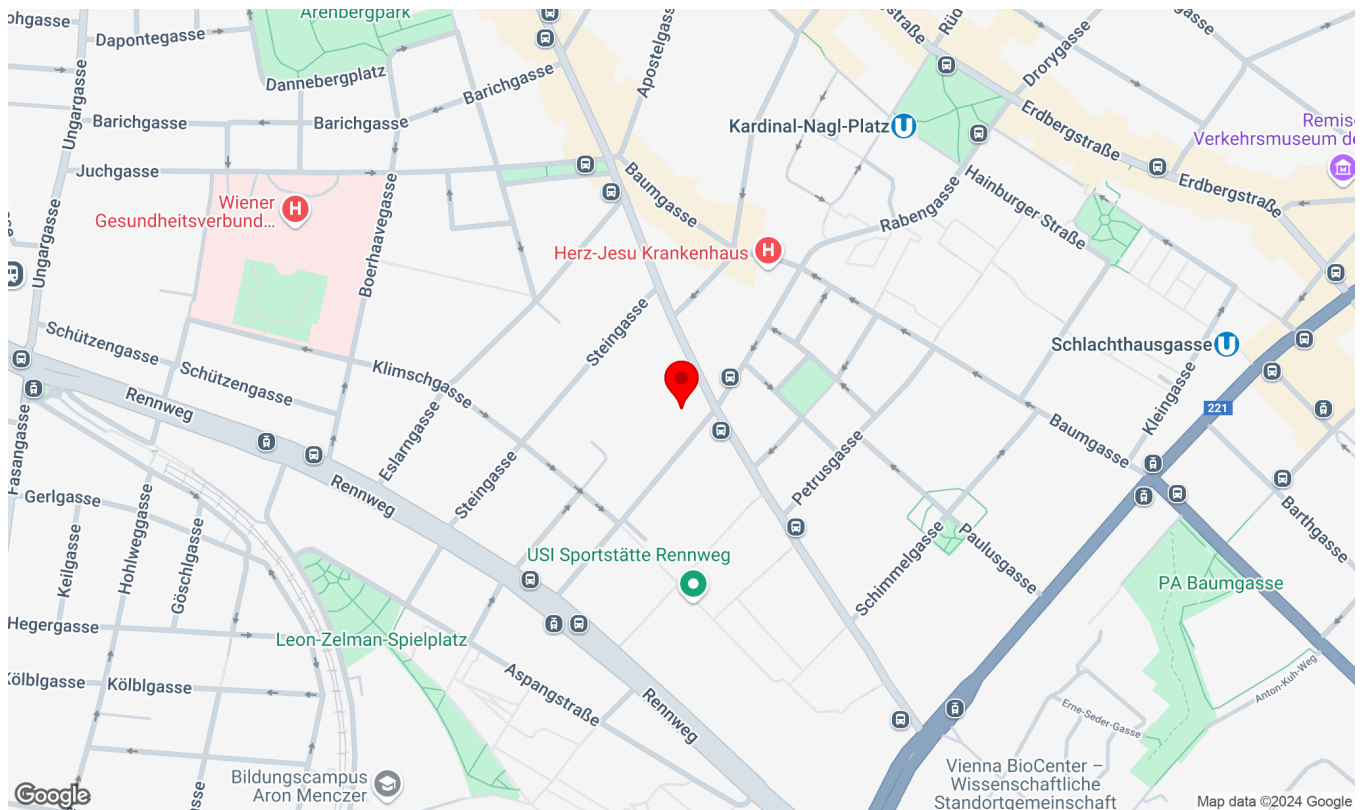 ohgasse
Dapontegasse
Arenbergpark
Dannebergplatz
Ungargasse
Barichgasse
Barichgasse
Barichgasse
Apostelgasse
Juchgasse
Wiener
Gesundheitsverbund...
Ungargasse
Boerhaavegasse
Baumgasse
Herz-Jesu Krankenhaus
Kardinal-Nagl-Platz
Drorygasse
Erdbergstraße
Remise
Verkehrsmuseum de
Erdbergstraße
Hainburger Straße
Rabengasse
Schlachthausgasse
Kleingasse
221
Schützengasse
Schützengasse
Klimschgasse
Steingasse
Rennweg
Eslarngasse
Steingasse
Rennweg
Fasangasse
Gerlgasse
Keilgasse
Hohlweggasse
Göschlgasse
Petrusgasse
Baumgasse
Barthgasse
USI Sportstätte Rennweg
Schimmelgasse
Paulusgasse
PA Baumgasse
Hegergasse
Leon-Zelman-Spielplatz
Kölblgasse
Kölblgasse
Aspangstraße
Rennweg
Anton-Kuh-Weg
Erne-Seder-Gasse
Bildungscampus
Aron Menczer
Vienna BioCenter –
Wissenschaftliche
Standortgemeinschaft
Google
Map data ©2024 Google